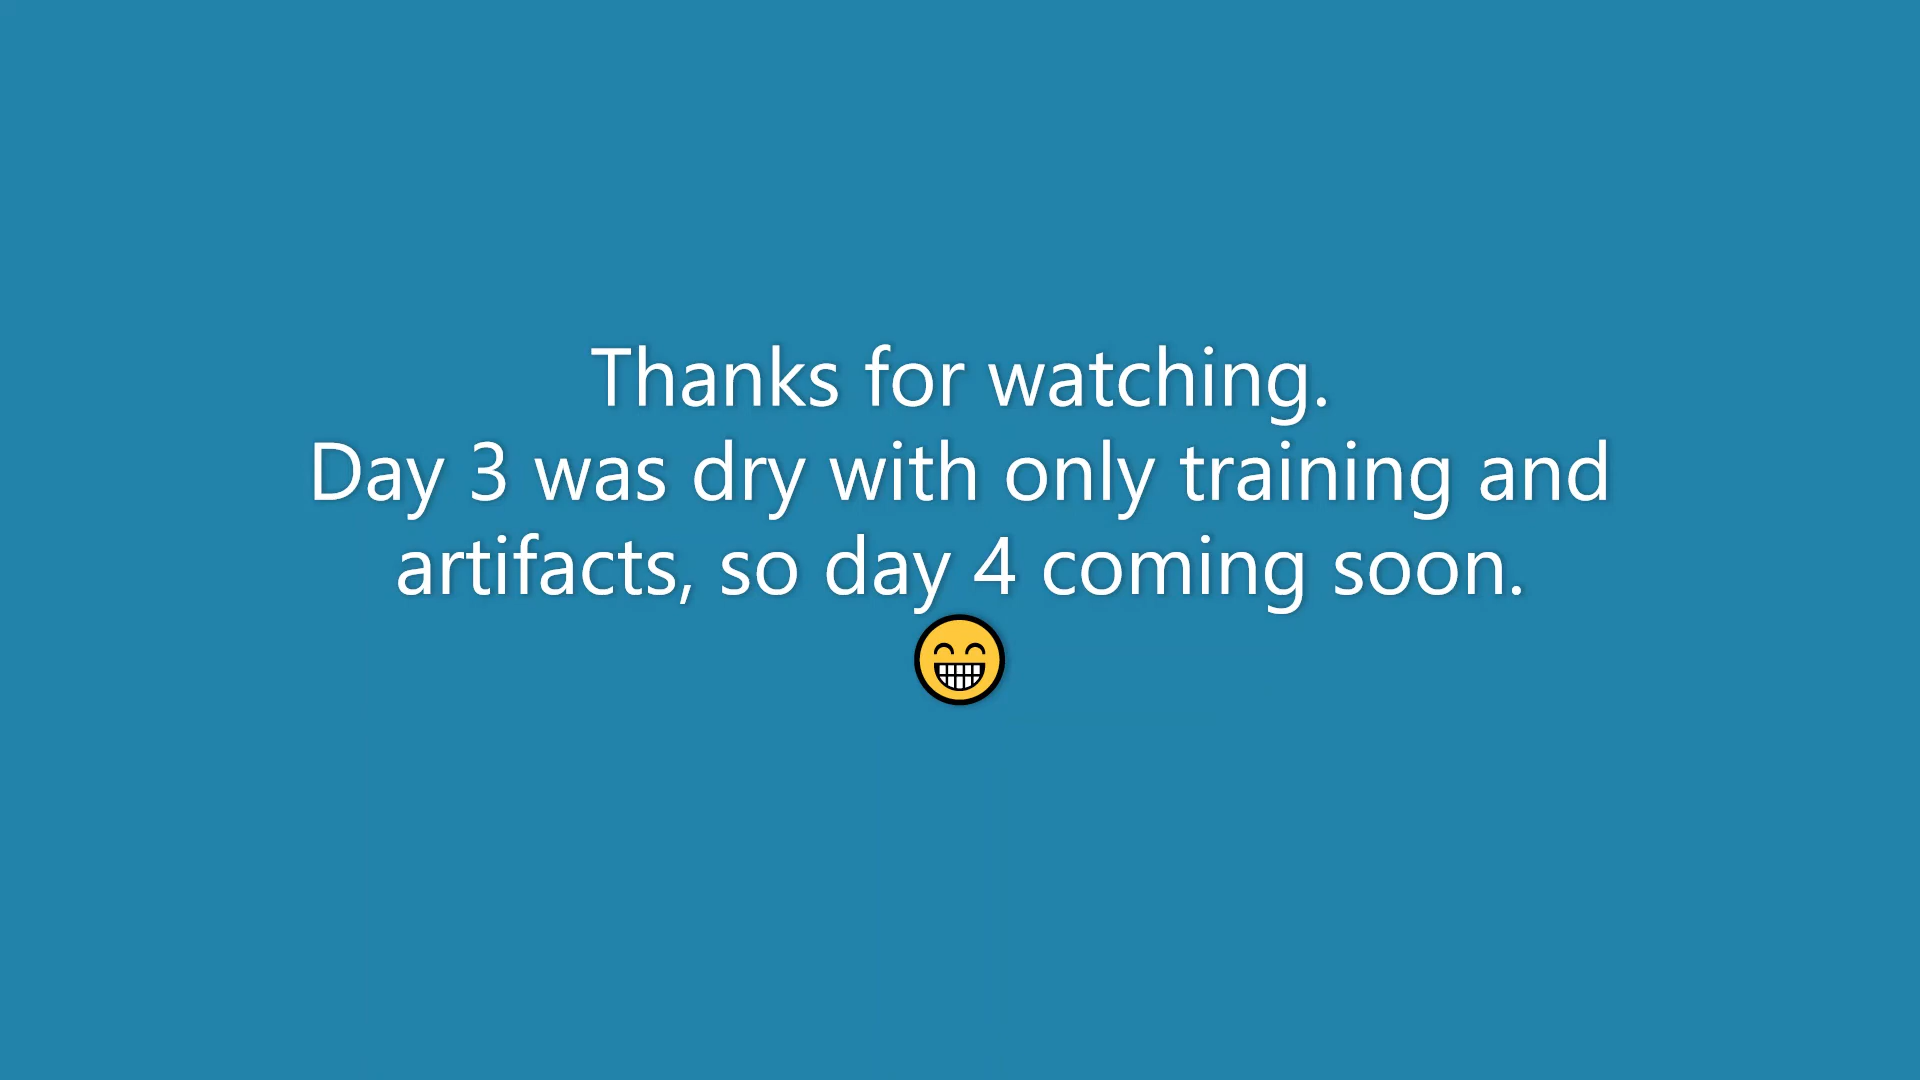 Thanks for watching.
Day 3 was dry with only training and
artifacts, so day 4 coming soon.
😁